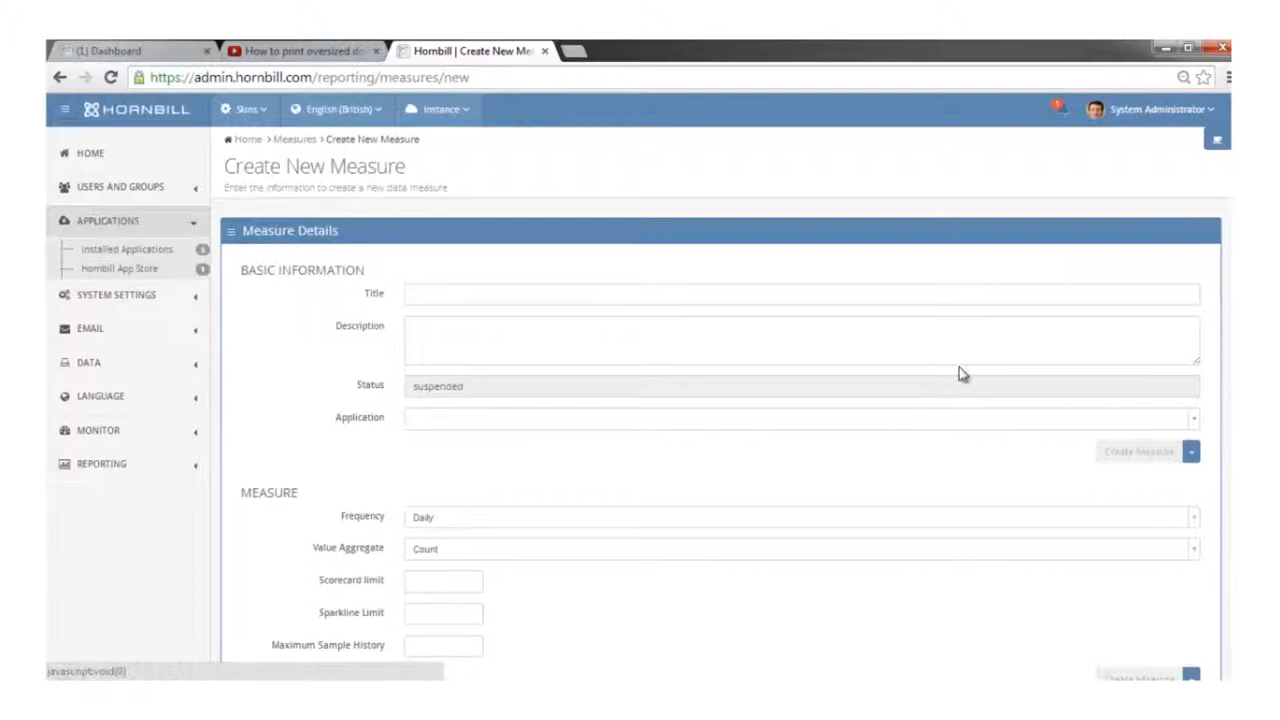 (1) Dashboard
How to print oversized do
Hornbill | Create New Me
https://admin.hornbill.com/reporting/measures/new
HORNBILL
Skins
English (British)
Instance
System Administrator
HOME
USERS AND GROUPS
APPLICATIONS
Installed Applications
Hornbill App Store
SYSTEM SETTINGS
EMAIL
DATA
LANGUAGE
MONITOR
REPORTING
Home > Measures > Create New Measure
Create New Measure
Enter the information to create a new data measure
Measure Details
BASIC INFORMATION
Title
Description
Status suspended
Application
Create Measure
MEASURE
Frequency Daily
Value Aggregate Count
Scorecard limit
Sparkline Limit
Maximum Sample History
Create Measure
javascript:void(0)